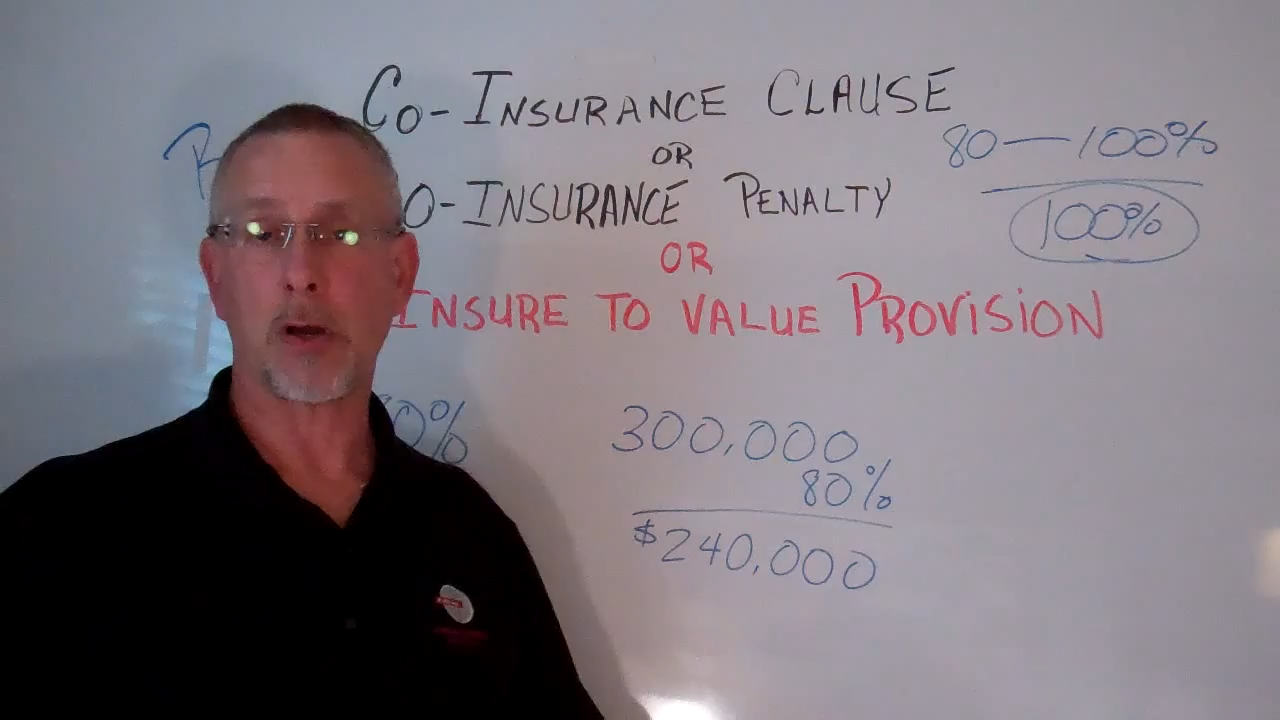 Co-INSURANCE CLAUSE
OR
O-INSURANCE PENALTY
OR
INSURE TO VALUE PROVISION
80—100%
100%
0%
300,000
80%
$240,000